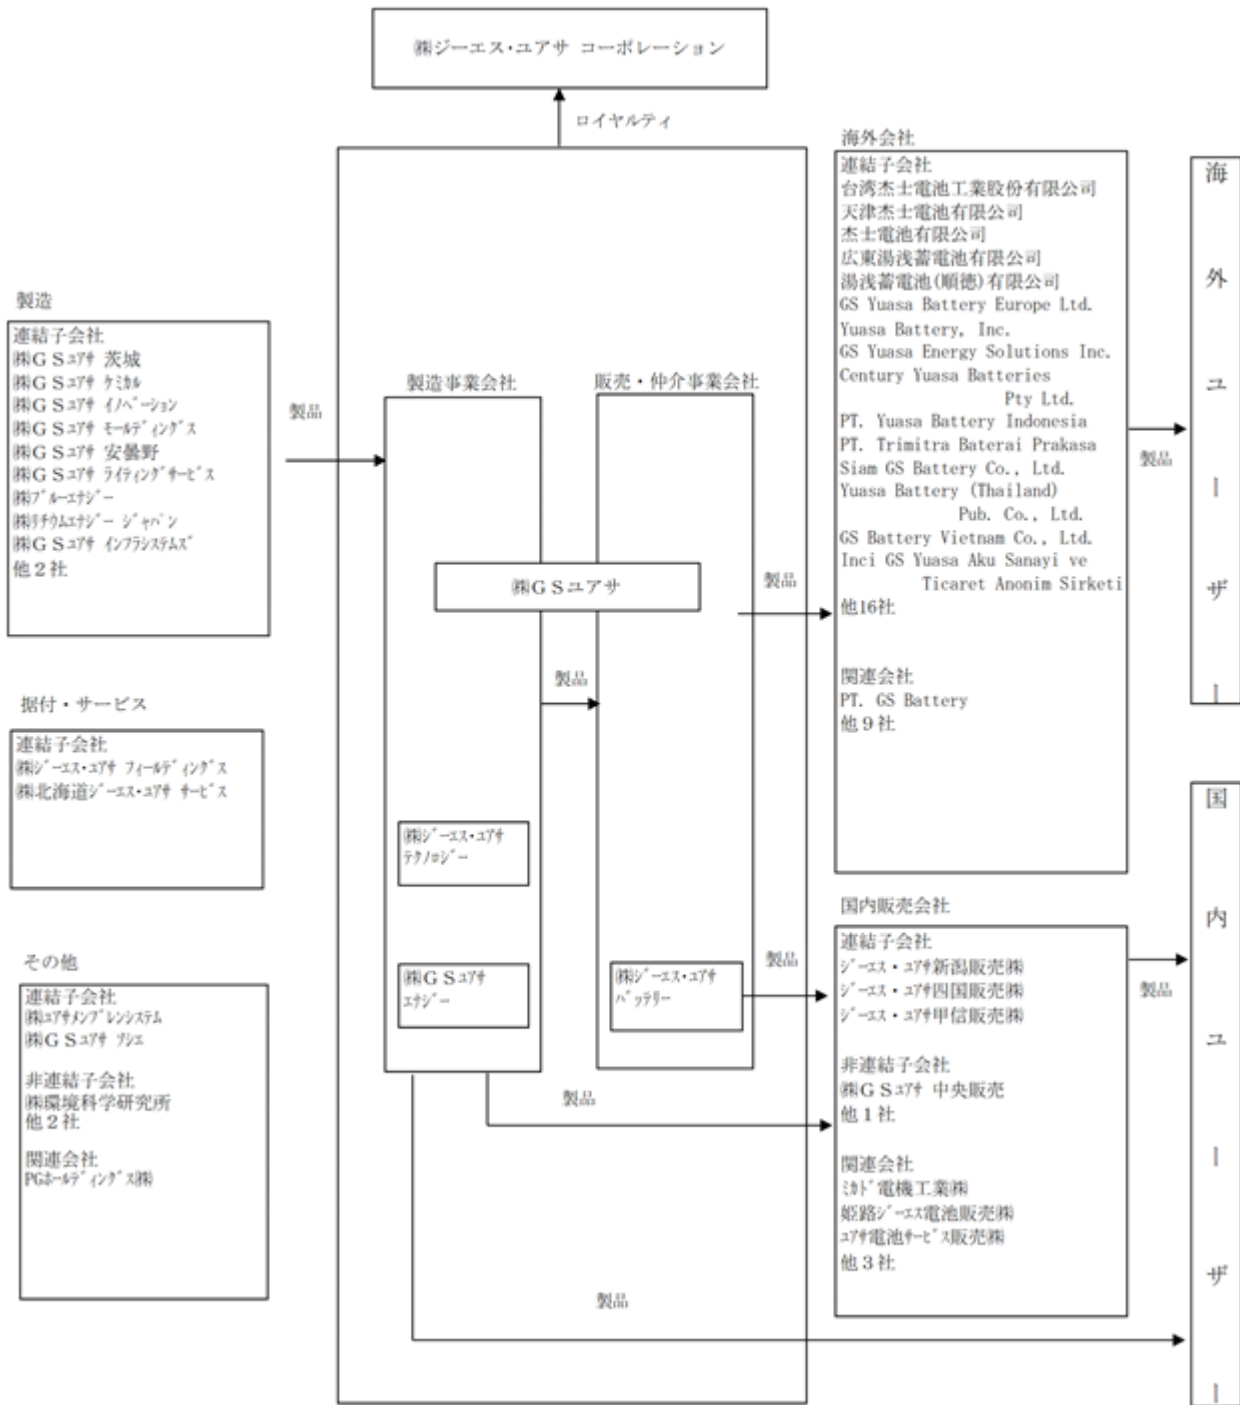 ㈱ジーエス・ユアサ コーポレーション
ロイヤルティ
製造
連結子会社
㈱ＧＳユアサ 茨城
㈱ＧＳユアサ ケミカル
㈱ＧＳユアサ イノベーション
㈱ＧＳユアサ モールディングス
㈱ＧＳユアサ 安曇野
㈱ＧＳユアサ ライティングサービス
㈱ブルーエナジー
㈱リチウムエナジー ジャパン
㈱ＧＳユアサ インフラシステムズ
他２社
製品
据付・サービス
連結子会社
㈱ジーエス・ユアサ フィールディングス
㈱北海道ジーエス・ユアサ サービス
その他
連結子会社
㈱ユアサメンブレンシステム
㈱ＧＳユアサ ソシエ
非連結子会社
㈱環境科学研究所
他２社
関連会社
PGホールディングス㈱
製造事業会社
販売・仲介事業会社
㈱ＧＳユアサ
製品
㈱ジーエス・ユアサ
テクノロジー
㈱ＧＳユアサ
エナジー
㈱ジーエス・ユアサ
バッテリー
製品
製品
製品
製品
海外会社
連結子会社
台湾杰士電池工業股份有限公司
天津杰士電池有限公司
杰士電池有限公司
広東湯浅蓄電池有限公司
湯浅蓄電池(順徳)有限公司
GS Yuasa Battery Europe Ltd.
Yuasa Battery, Inc.
GS Yuasa Energy Solutions Inc.
Century Yuasa Batteries
Pty Ltd.
PT. Yuasa Battery Indonesia
PT. Trimitra Baterai Prakasa
Siam GS Battery Co., Ltd.
Yuasa Battery (Thailand)
Pub. Co., Ltd.
GS Battery Vietnam Co., Ltd.
Inci GS Yuasa Aku Sanayi ve
Ticaret Anonim Sirketi
他16社
関連会社
PT. GS Battery
他９社
製品
海外ユーザー
国内販売会社
連結子会社
ジーエス・ユアサ新潟販売㈱
ジーエス・ユアサ四国販売㈱
ジーエス・ユアサ甲信販売㈱
非連結子会社
㈱ＧＳユアサ 中央販売
他１社
関連会社
ミカド電機工業㈱
姫路ジーエス電池販売㈱
ユアサ電池サービス販売㈱
他３社
製品
国内ユーザー